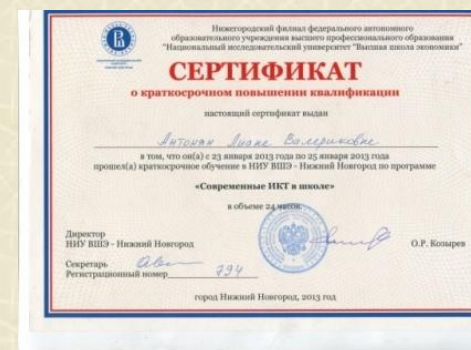 Нижегородский филиал федерального автономного
образовательного учреждения высшего профессионального образования
"Национальный исследовательский университет "Высшая школа экономики"
СЕРТИФИКАТ
о краткосрочном повышении квалификации
настоящий сертификат выдан
Антонян Лиане Валериковне
в том, что он(а) с 23 января 2013 года по 25 января 2013 года
прошел(а) краткосрочное обучение в НИУ ВШЭ - Нижний Новгород по программе
«Современные ИКТ в школе»
в объеме 24 часов.
Директор
НИУ ВШЭ - Нижний Новгород
О.Р. Козырев
Секретарь
Регистрационный номер 794
город Нижний Новгород, 2013 год